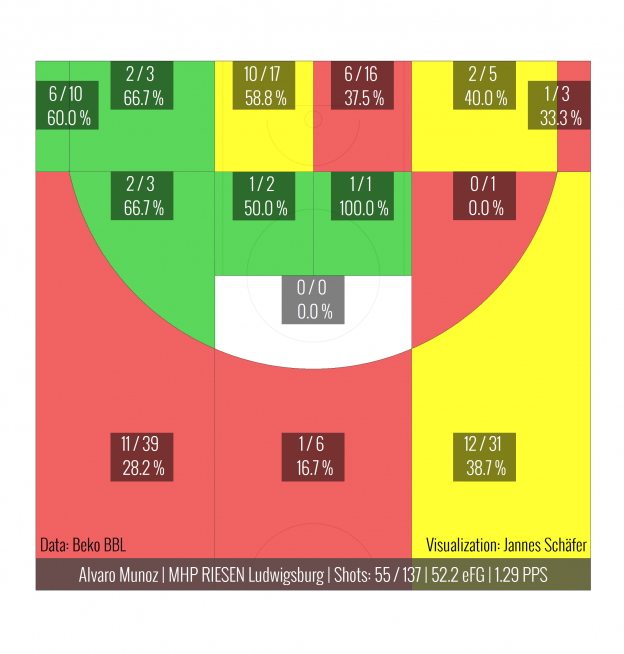 2 / 3
66.7 %
10 / 17
58.8 %
6 / 16
37.5 %
2 / 5
40.0 %
6 / 10
60.0 %
1 / 3
33.3 %
2 / 3
66.7 %
1 / 2
50.0 %
1 / 1
100.0 %
0 / 1
0.0 %
0 / 0
0.0 %
11 / 39
28.2 %
1 / 6
16.7 %
12 / 31
38.7 %
Data: Beko BBL
Visualization: Jannes Schäfer
Alvaro Munoz | MHP RIESEN Ludwigsburg | Shots: 55 / 137 | 52.2 eFG | 1.29 PPS